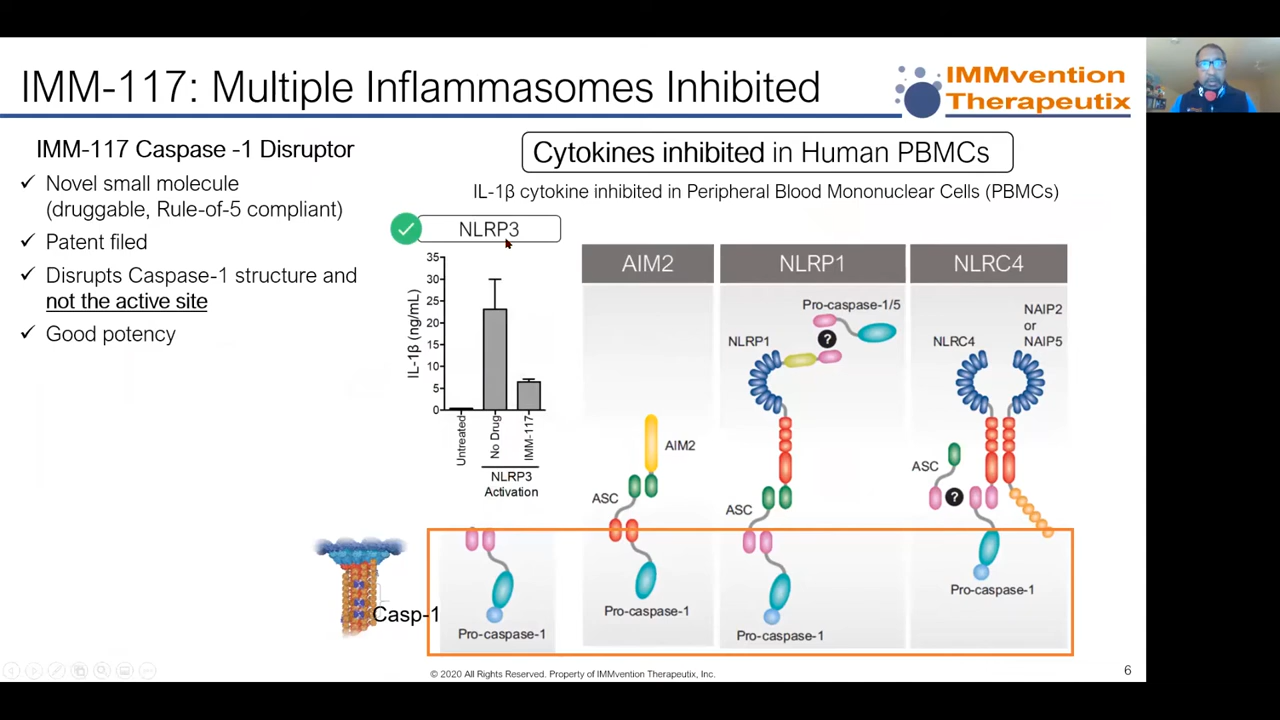 IMM-117: Multiple Inflammasomes Inhibited
IMMvention
Therapeutix
IMM-117 Caspase -1 Disruptor
✓ Novel small molecule
(druggable, Rule-of-5 compliant)
✓ Patent filed
✓ Disrupts Caspase-1 structure and
not the active site
✓ Good potency
Cytokines inhibited in Human PBMCs
IL-1β cytokine inhibited in Peripheral Blood Mononuclear Cells (PBMCs)
NLRP3
IL-1β (ng/mL)
35
30
25
20
15
10
5
0
Untreated
No Drug
IMM-117
NLRP3
Activation
AIM2
NLRP1
NLRC4
AIM2
ASC
Pro-caspase-1/5
?
NLRP1
ASC
NAIP2
or
NAIP5
NLRC4
ASC
?
Casp-1
Pro-caspase-1
Pro-caspase-1
Pro-caspase-1
Pro-caspase-1
© 2020 All Rights Reserved. Property of IMMvention Therapeutix, Inc.
6